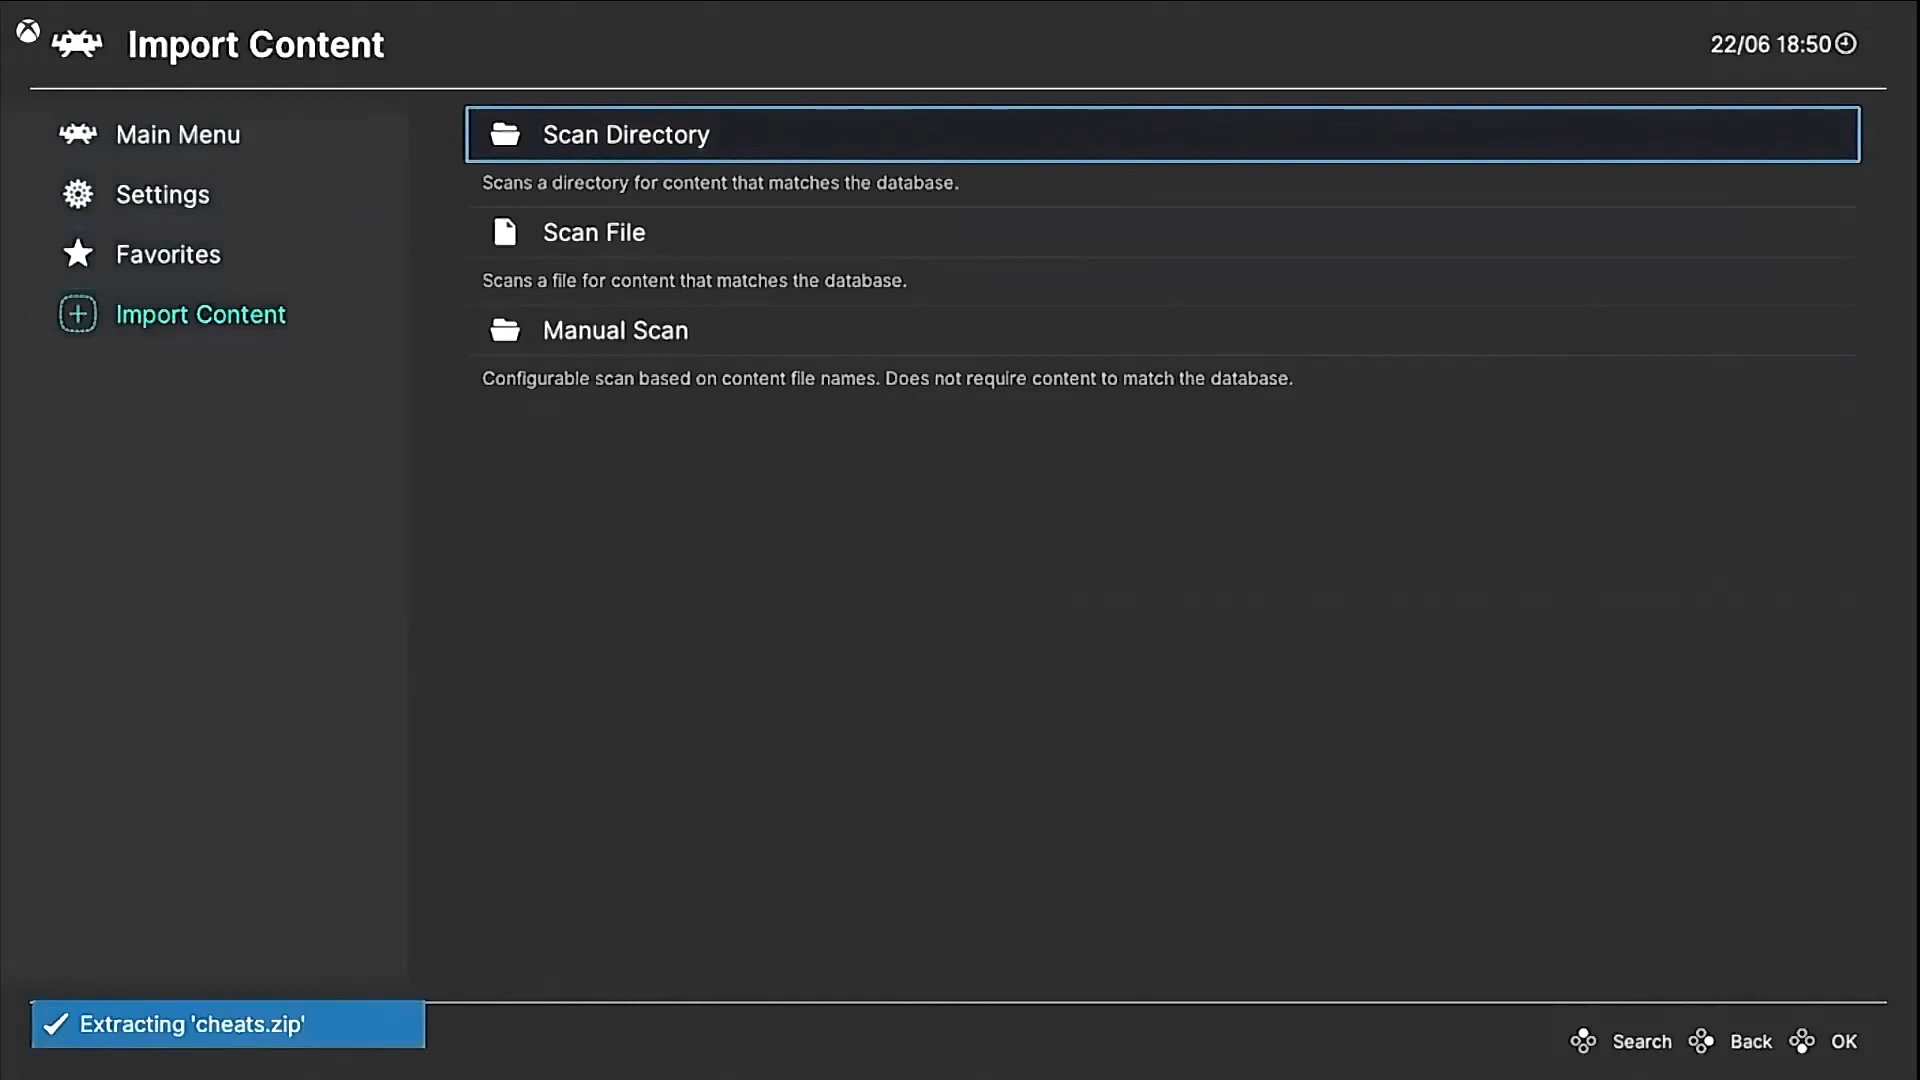 Import Content
22/06 18:50
Main Menu
Settings
Favorites
Import Content
Scan Directory
Scans a directory for content that matches the database.
Scan File
Scans a file for content that matches the database.
Manual Scan
Configurable scan based on content file names. Does not require content to match the database.
Extracting 'cheats.zip'
Search Back OK